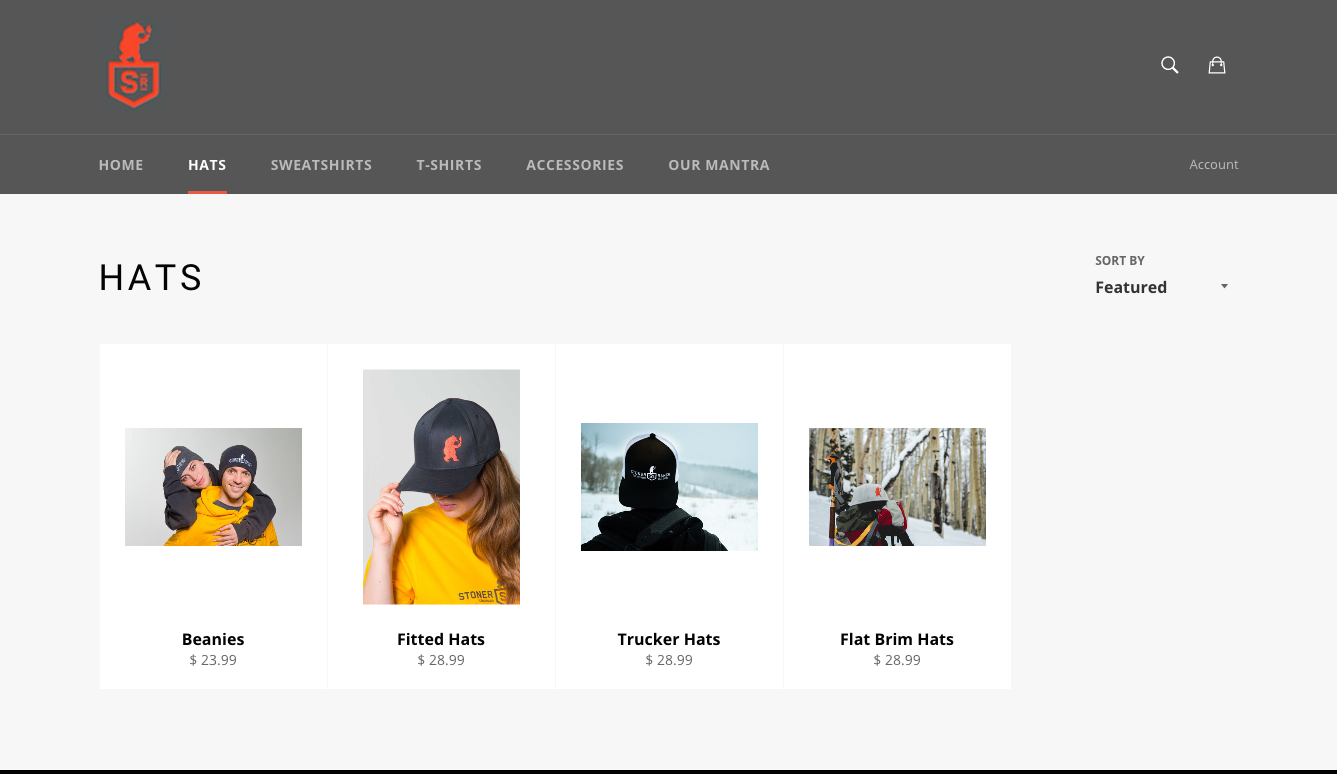 S
HOME HATS SWEATSHIRTS T-SHIRTS ACCESSORIES OUR MANTRA Account
HATS
SORT BY
Featured
STONER
S
Beanies
$ 23.99
Fitted Hats
$ 28.99
Trucker Hats
$ 28.99
Flat Brim Hats
$ 28.99